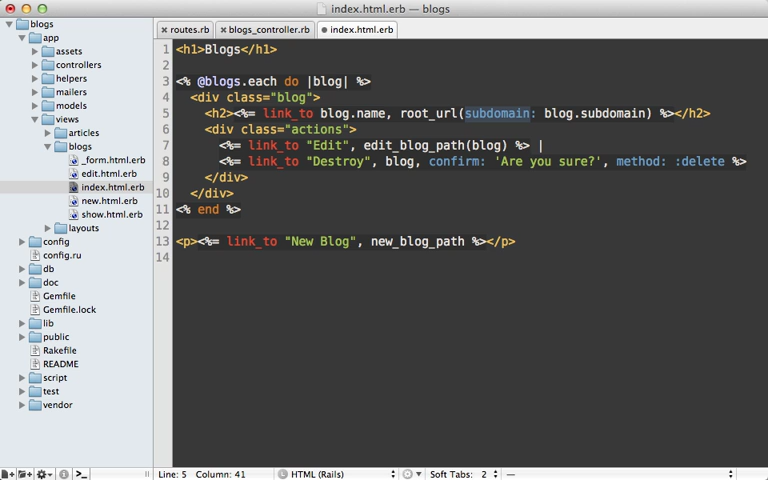 index.html.erb — blogs
blogs
app
assets
controllers
helpers
mailers
models
views
articles
blogs
_form.html.erb
edit.html.erb
index.html.erb
new.html.erb
show.html.erb
layouts
config
config.ru
db
doc
Gemfile
Gemfile.lock
lib
public
Rakefile
README
script
test
vendor
routes.rb blogs_controller.rb index.html.erb
1 <h1>Blogs</h1>
2
3 <% @blogs.each do |blog| %>
4 <div class="blog">
5 <h2><%= link_to blog.name, root_url(subdomain: blog.subdomain) %></h2>
6 <div class="actions">
7 <%= link_to "Edit", edit_blog_path(blog) %> |
8 <%= link_to "Destroy", blog, confirm: 'Are you sure?', method: :delete %>
9 </div>
10 </div>
11 <% end %>
12
13 <p><%= link_to "New Blog", new_blog_path %></p>
14
Line: 5 Column: 41 L HTML (Rails) Soft Tabs: 2 —